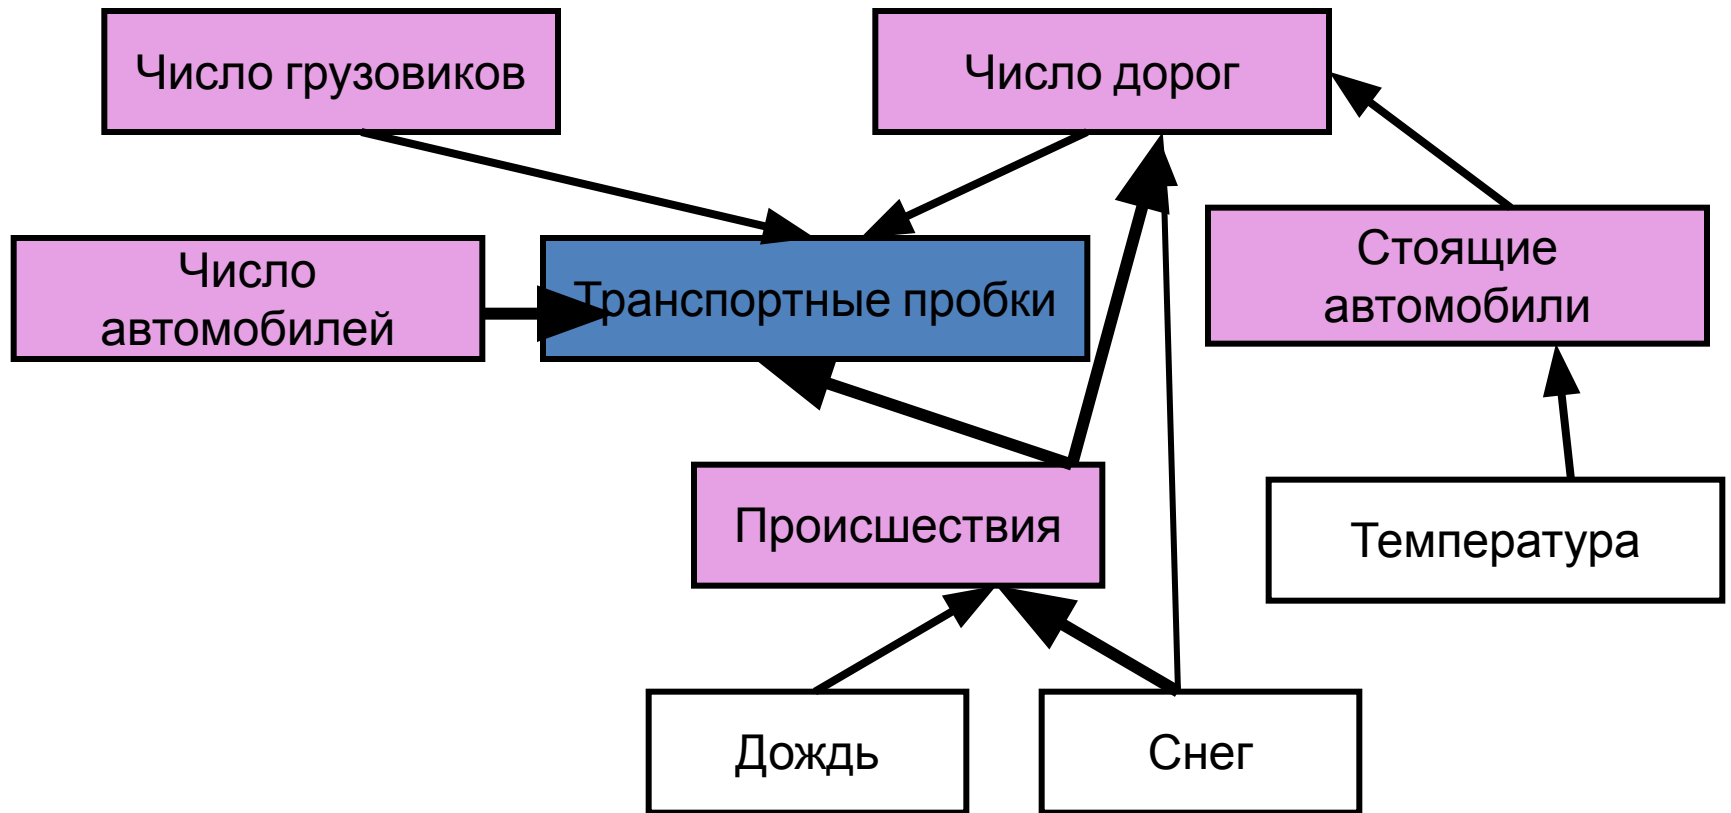 Число грузовиков
Число дорог
Число
автомобилей
Транспортные пробки
Стоящие
автомобили
Происшествия
Температура
Дождь
Снег